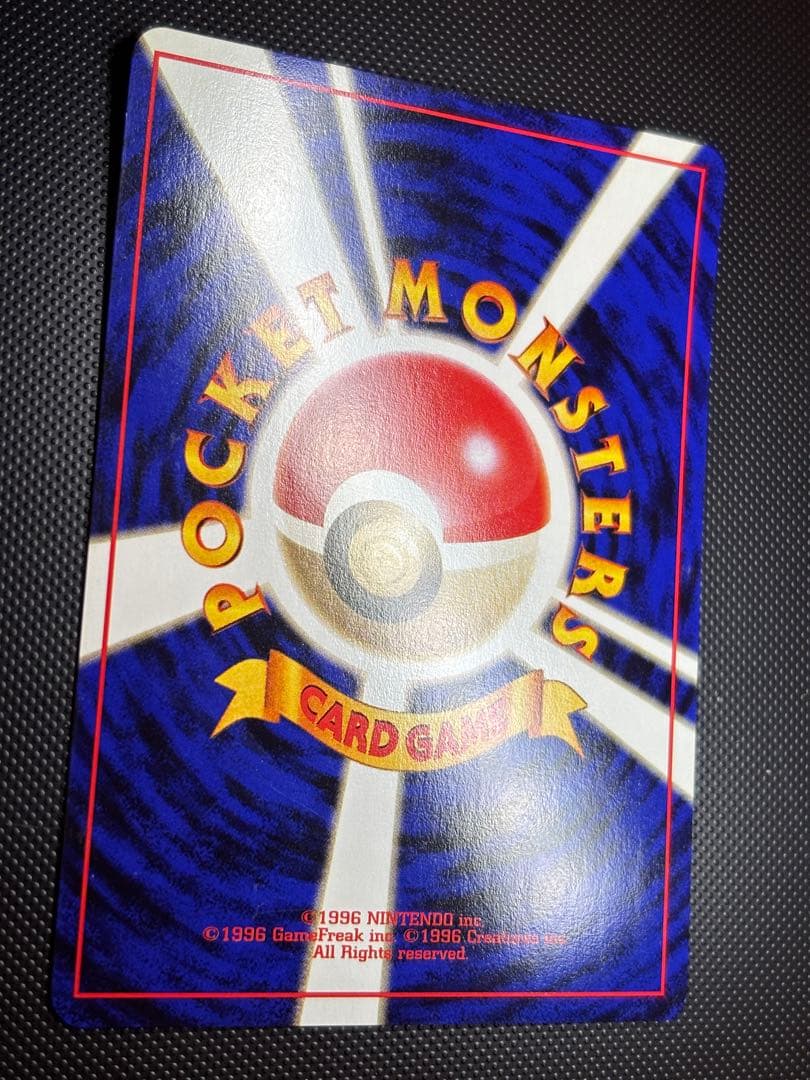 POCKET MONSTERS
CARD GAME
©1996 NINTENDO inc
©1996 GameFreak inc. ©1996 Creatures inc.
All Rights reserved.